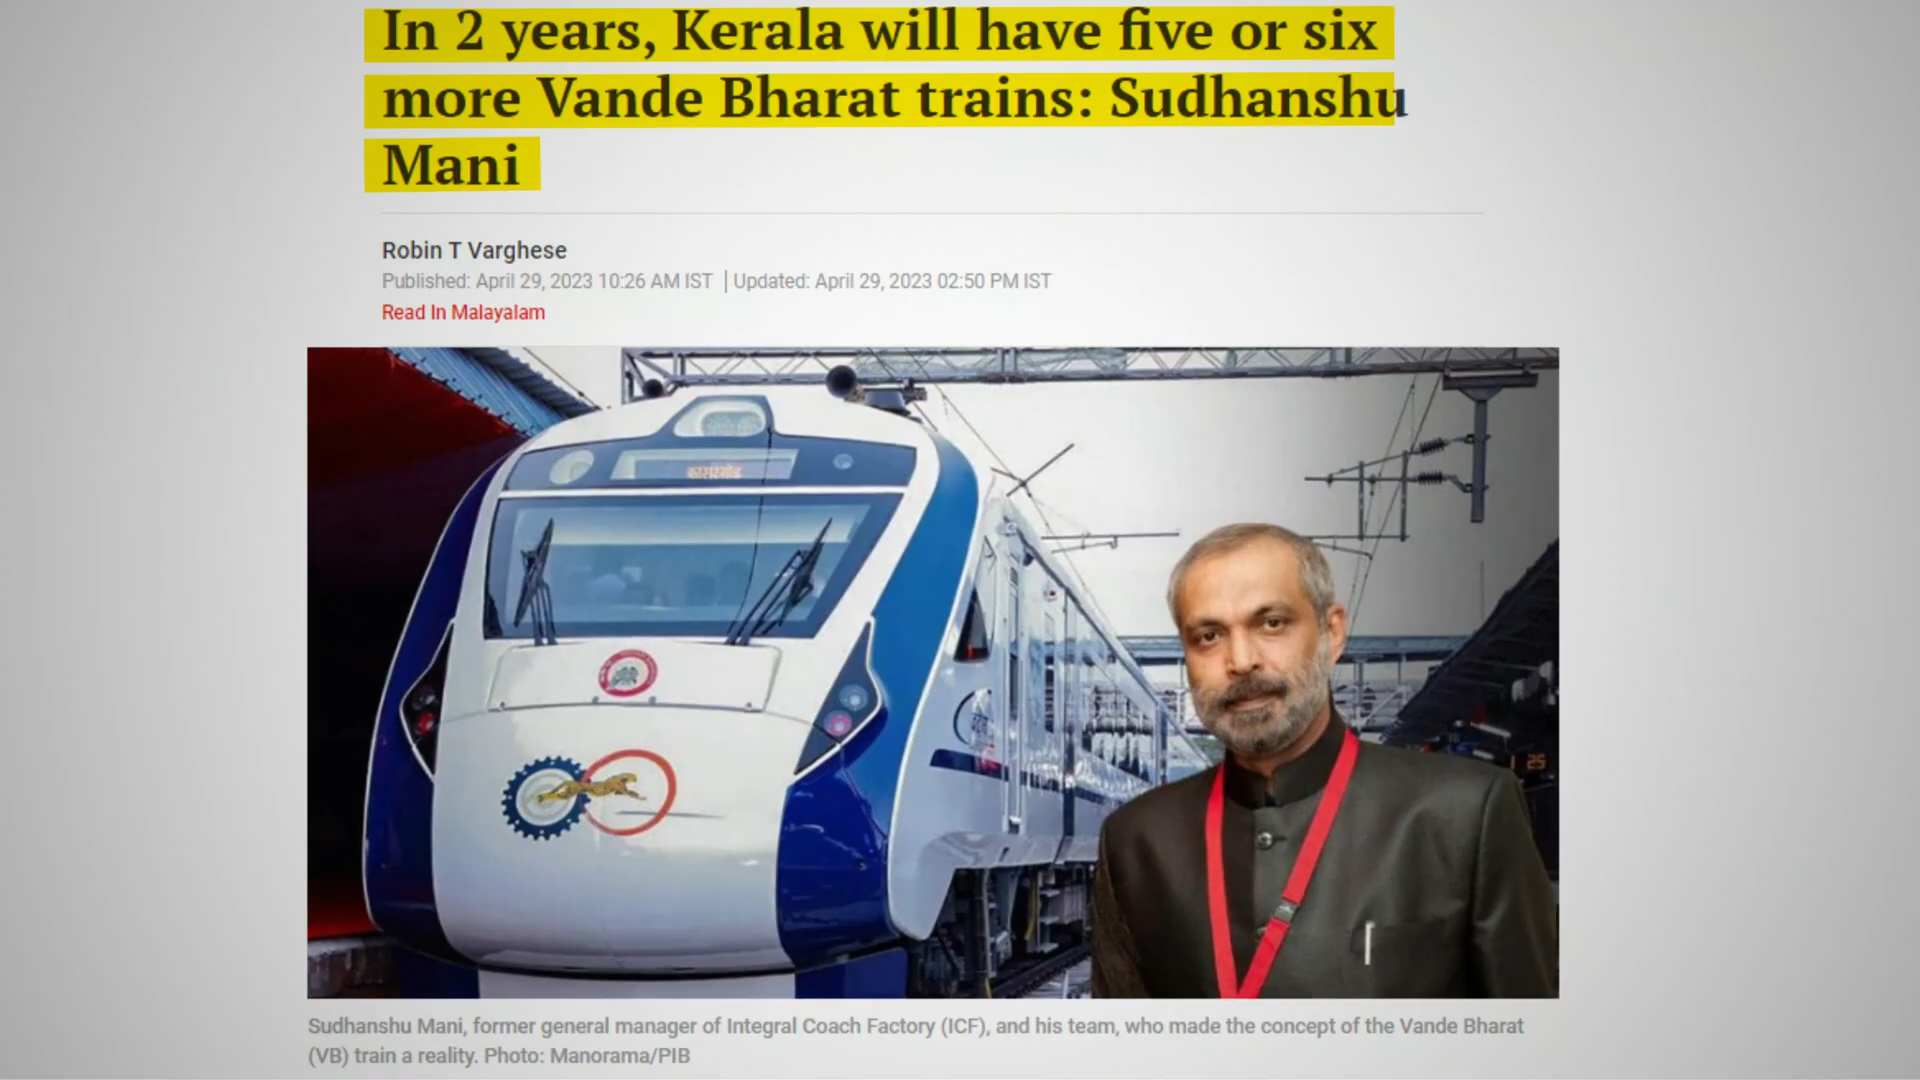 In 2 years, Kerala will have five or six
more Vande Bharat trains: Sudhanshu
Mani
Robin T Varghese
Published: April 29, 2023 10:26 AM IST | Updated: April 29, 2023 02:50 PM IST
Read In Malayalam
कासरगोड
25
Sudhanshu Mani, former general manager of Integral Coach Factory (ICF), and his team, who made the concept of the Vande Bharat
(VB) train a reality. Photo: Manorama/PIB